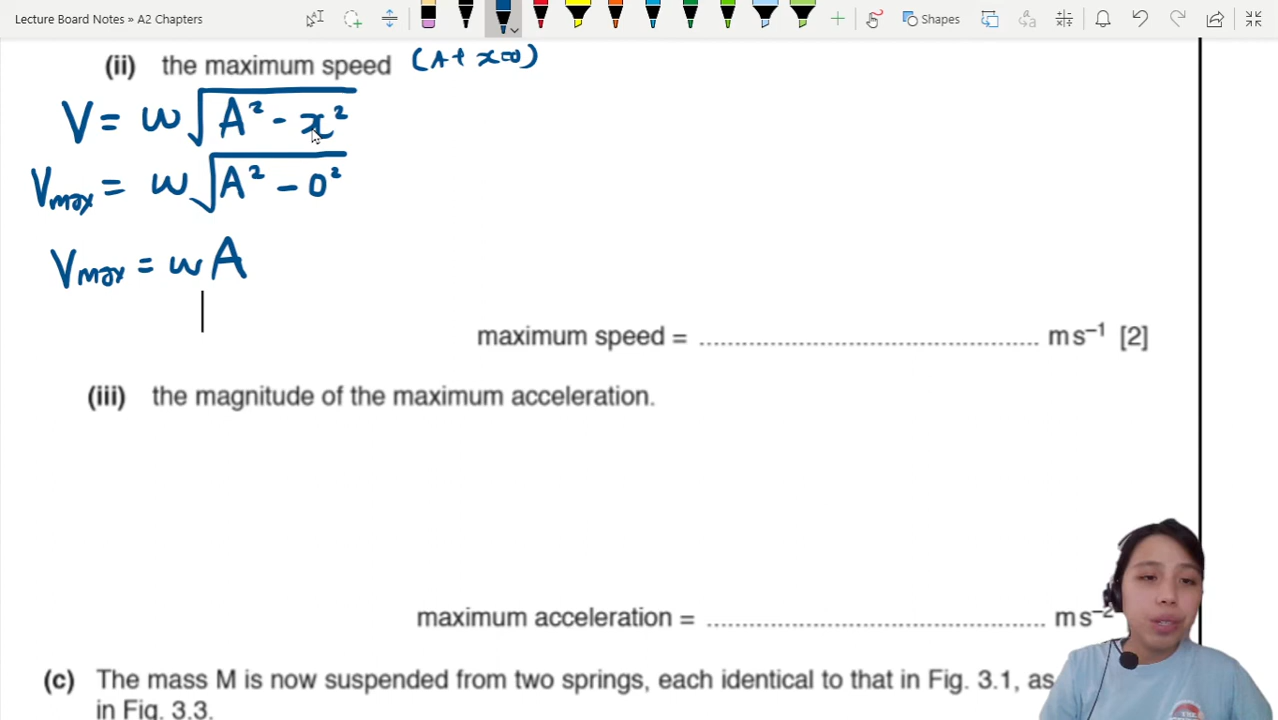 Lecture Board Notes » A2 Chapters
Shapes
(ii) the maximum speed (At x=0)
V = ω√(A² - x²)
Vmax = ω√(A² - 0²)
Vmax = ωA
maximum speed = ................................................ m s⁻¹ [2]
(iii) the magnitude of the maximum acceleration.
maximum acceleration = ................................................ m s⁻²
(c) The mass M is now suspended from two springs, each identical to that in Fig. 3.1, as
in Fig. 3.3.